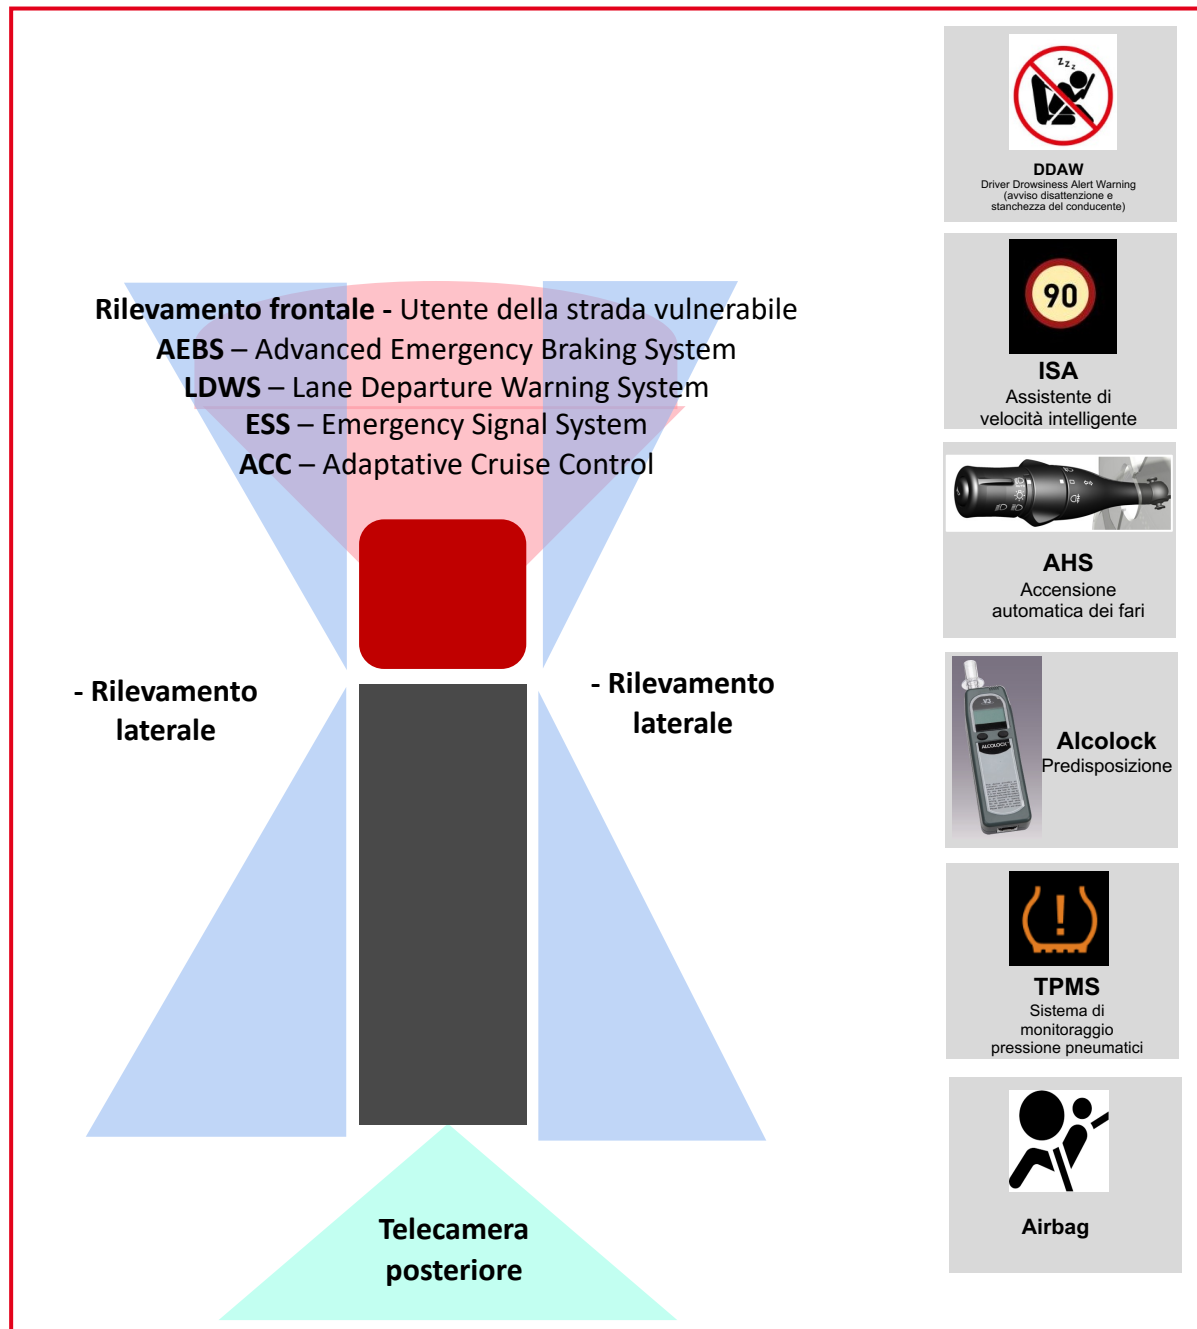 Rilevamento frontale - Utente della strada vulnerabile
AEBS – Advanced Emergency Braking System
LDWS – Lane Departure Warning System
ESS – Emergency Signal System
ACC – Adaptative Cruise Control
- Rilevamento
laterale
- Rilevamento
laterale
Telecamera
posteriore
zzz
DDAW
Driver Drowsiness Alert Warning
(avviso disattenzione e
stanchezza del conducente)
90
ISA
Assistente di
velocità intelligente
AHS
Accensione
automatica dei fari
V3
ALCOLOCK
Alcolock
Predisposizione
!
TPMS
Sistema di
monitoraggio
pressione pneumatici
Airbag